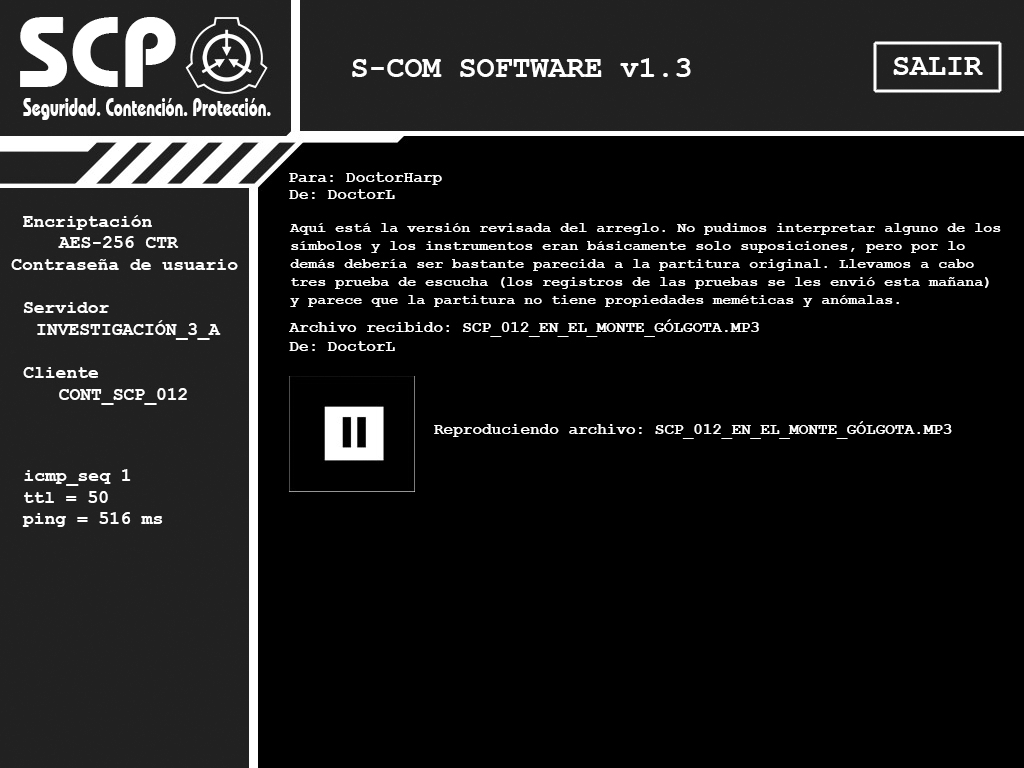 SCP
Seguridad. Contención. Protección.
S-COM SOFTWARE v1.3
SALIR
Encriptación
AES-256 CTR
Contraseña de usuario
Servidor
INVESTIGACIÓN_3_A
Cliente
CONT_SCP_012
icmp_seq 1
ttl = 50
ping = 516 ms
Para: DoctorHarp
De: DoctorL
Aquí está la versión revisada del arreglo. No pudimos interpretar alguno de los
símbolos y los instrumentos eran básicamente solo suposiciones, pero por lo
demás debería ser bastante parecida a la partitura original. Llevamos a cabo
tres prueba de escucha (los registros de las pruebas se les envió esta mañana)
y parece que la partitura no tiene propiedades meméticas y anómalas.
Archivo recibido: SCP_012_EN_EL_MONTE_GÓLGOTA.MP3
De: DoctorL
Reproduciendo archivo: SCP_012_EN_EL_MONTE_GÓLGOTA.MP3